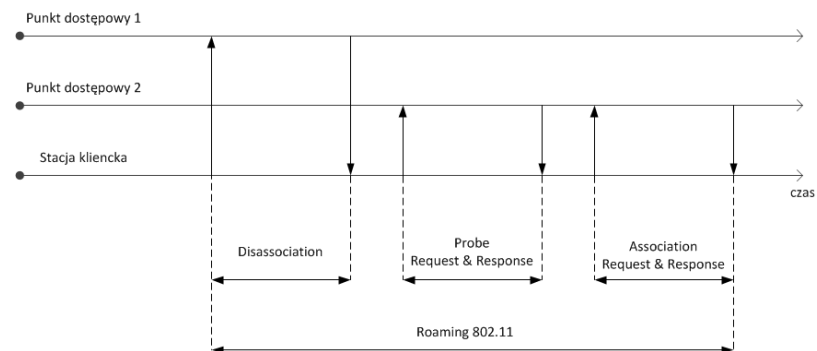 Punkt dostępowy 1
Punkt dostępowy 2
Stacja kliencka
czas
Disassociation
Probe
Request & Response
Association
Request & Response
Roaming 802.11